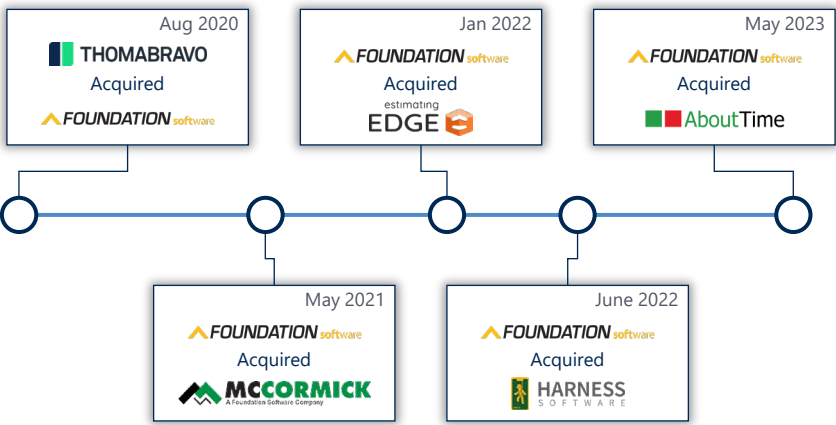 Aug 2020
THOMABRAVO
Acquired
FOUNDATION software
Jan 2022
FOUNDATION software
Acquired
estimating
EDGE
May 2023
FOUNDATION software
Acquired
AboutTime
May 2021
FOUNDATION software
Acquired
MCCORMICK
A Foundation Software Company
June 2022
FOUNDATION software
Acquired
HARNESS
SOFTWARE